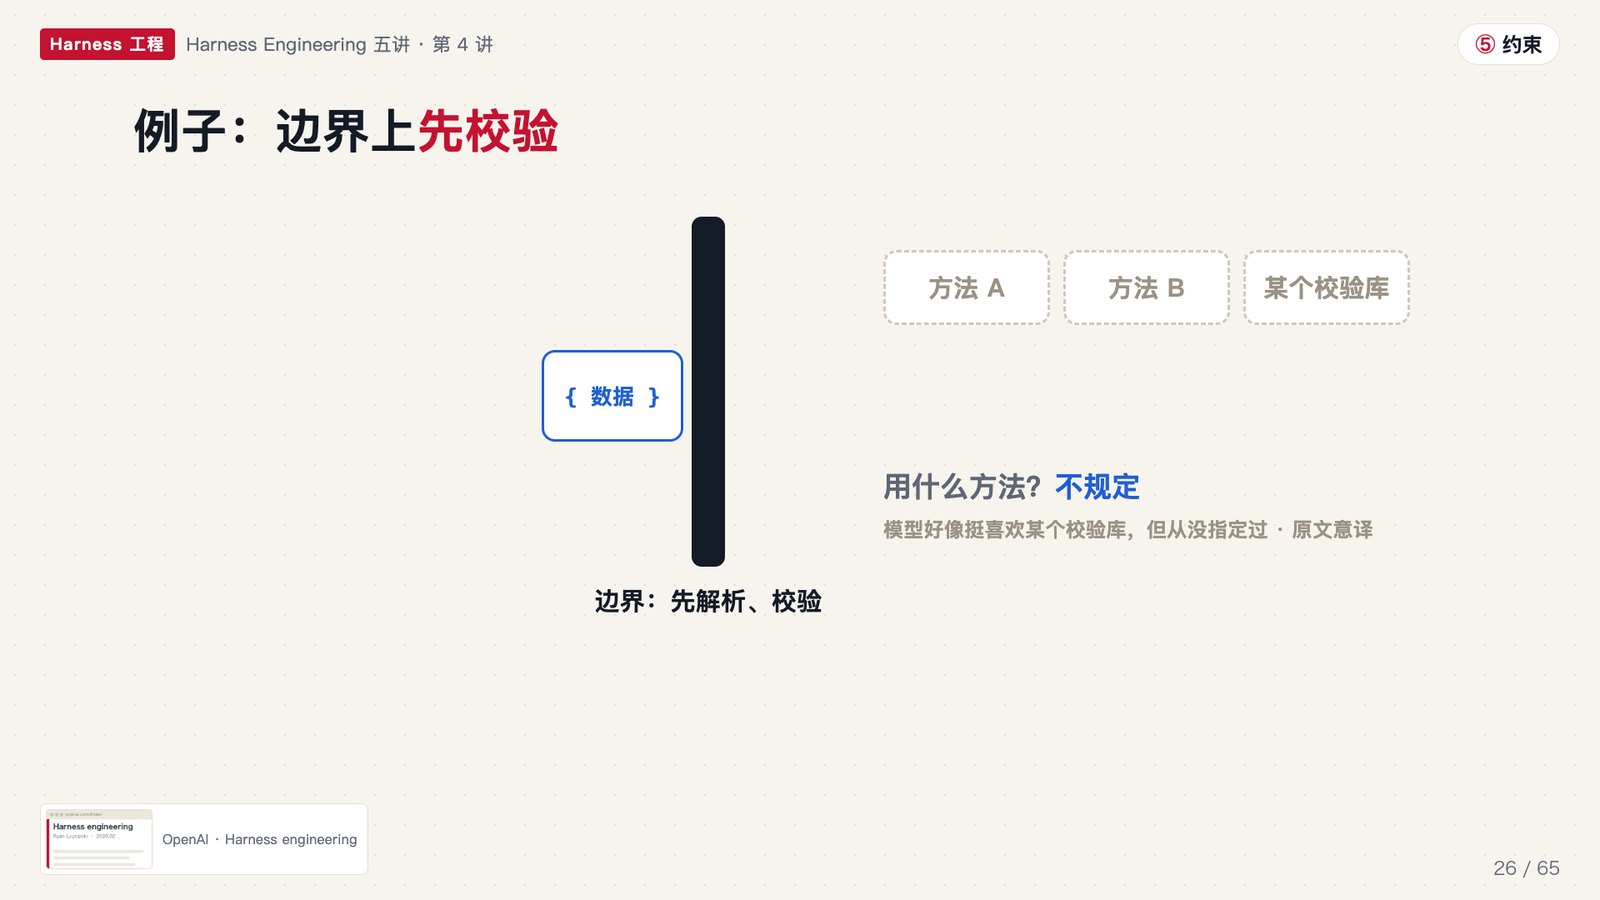 Harness 工程 Harness Engineering 五讲 · 第 4 讲
⑤ 约束
例子：边界上先校验
方法 A
方法 B
某个校验库
{ 数据 }
用什么方法？不规定
模型好像挺喜欢某个校验库，但从没指定过 · 原文意译
边界：先解析、校验
Harness engineering
OpenAI · Harness engineering
26 / 65